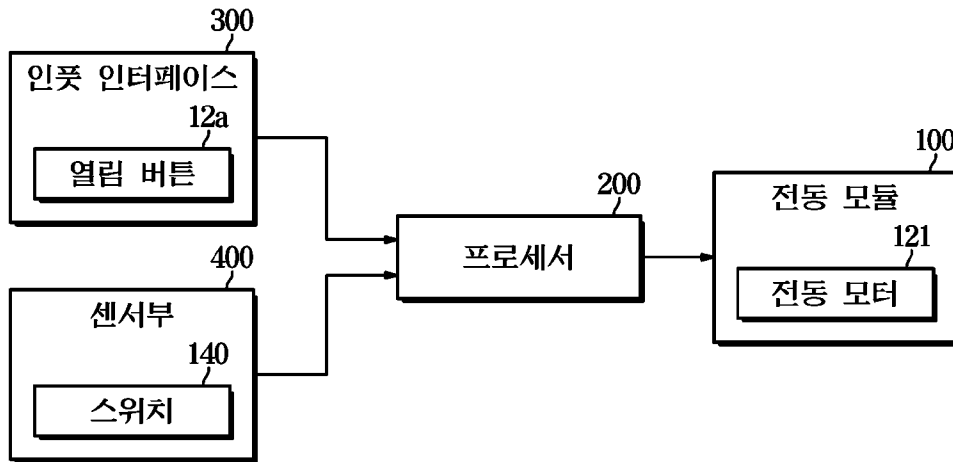 300
인풋 인터페이스
12a
열림 버튼
400
센서부
140
스위치
200
프로세서
100
전동 모듈
121
전동 모터